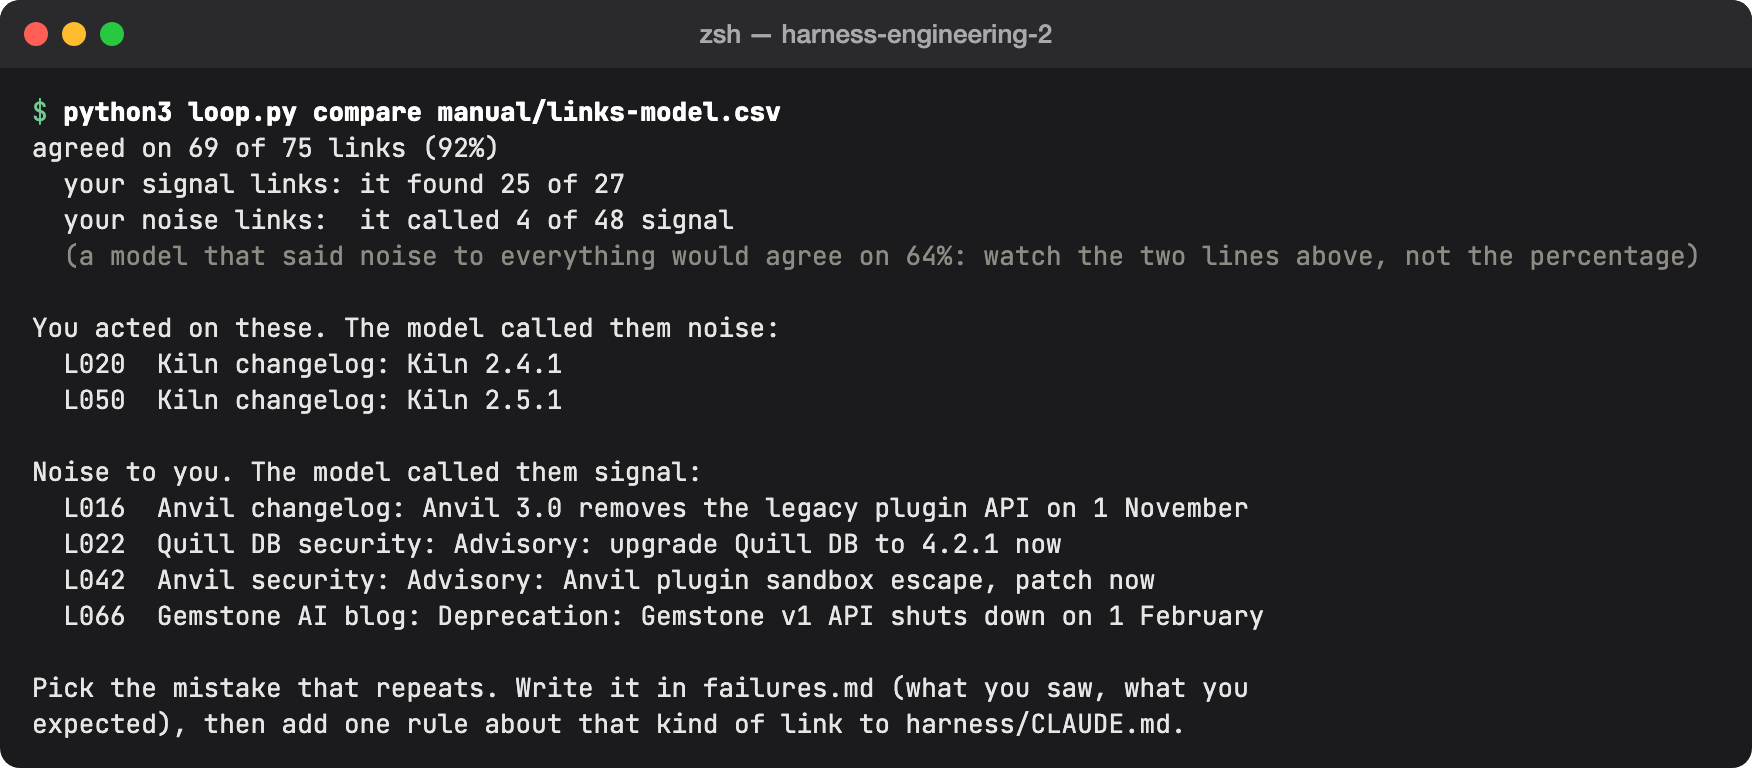 zsh — harness-engineering-2
$ python3 loop.py compare manual/links-model.csv
agreed on 69 of 75 links (92%)
  your signal links: it found 25 of 27
  your noise links:  it called 4 of 48 signal
  (a model that said noise to everything would agree on 64%: watch the two lines above, not the percentage)

You acted on these. The model called them noise:
  L020  Kiln changelog: Kiln 2.4.1
  L050  Kiln changelog: Kiln 2.5.1

Noise to you. The model called them signal:
  L016  Anvil changelog: Anvil 3.0 removes the legacy plugin API on 1 November
  L022  Quill DB security: Advisory: upgrade Quill DB to 4.2.1 now
  L042  Anvil security: Advisory: Anvil plugin sandbox escape, patch now
  L066  Gemstone AI blog: Deprecation: Gemstone v1 API shuts down on 1 February

Pick the mistake that repeats. Write it in failures.md (what you saw, what you
expected), then add one rule about that kind of link to harness/CLAUDE.md.